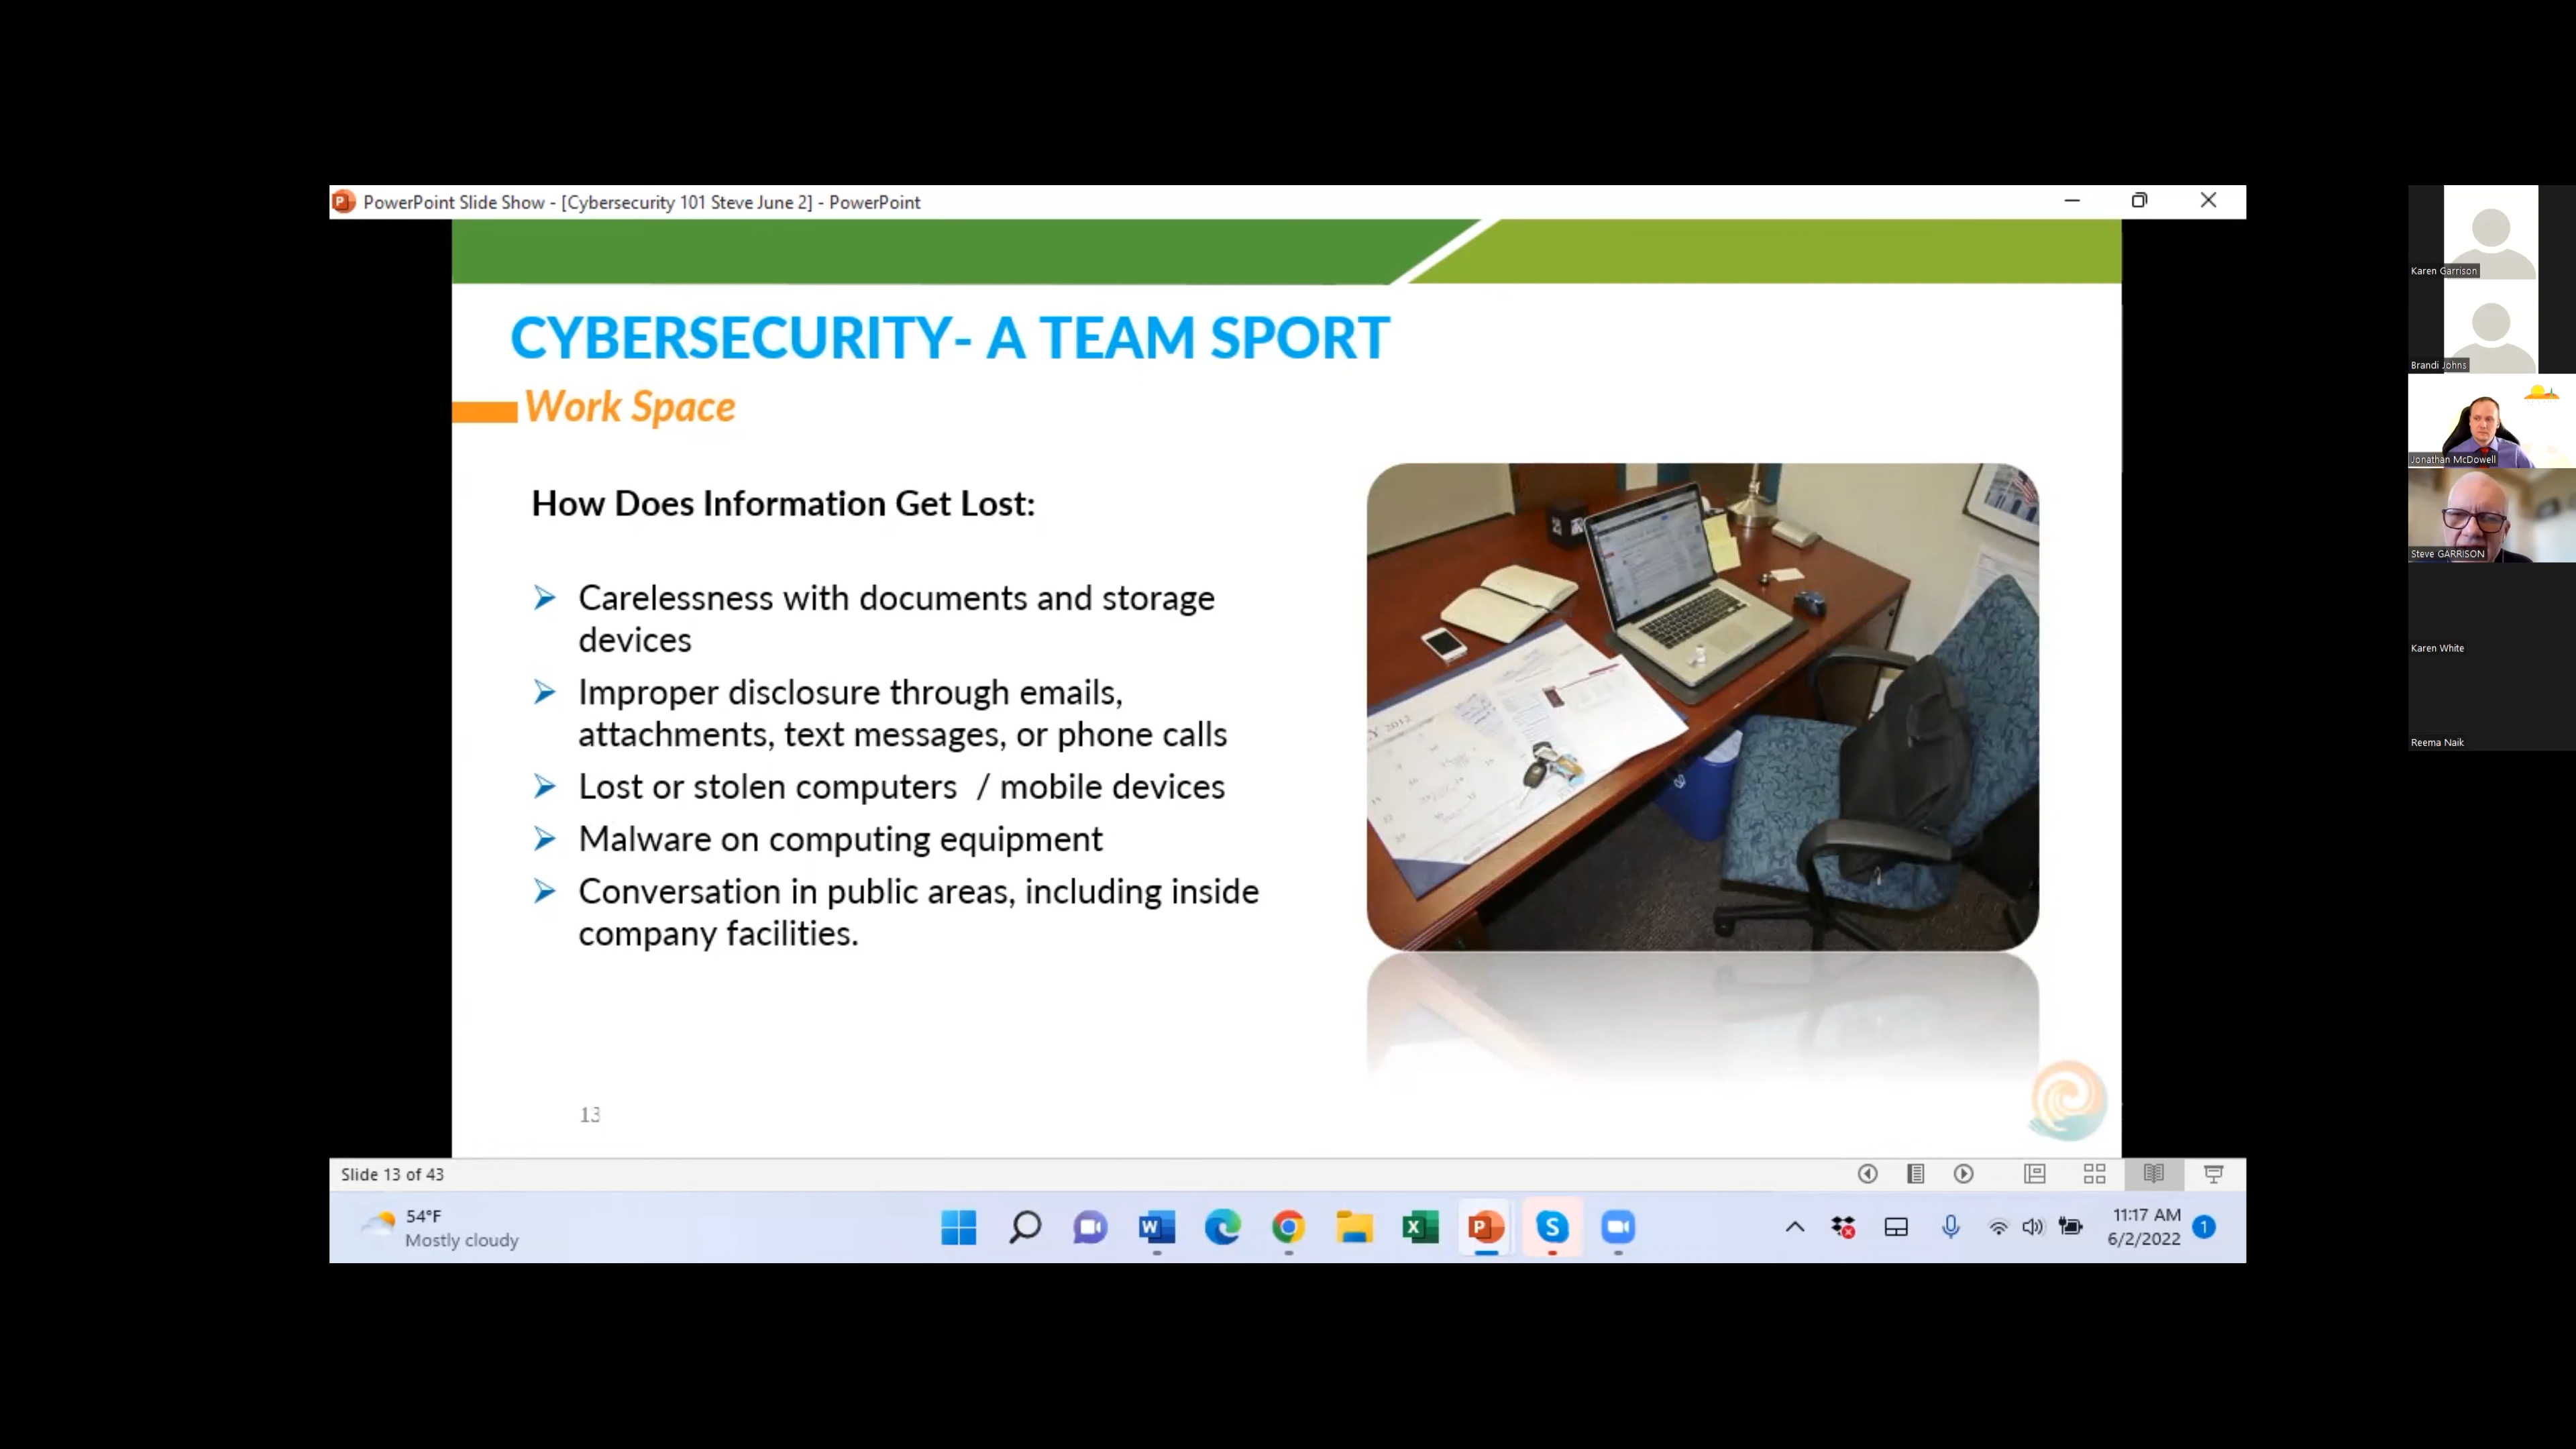 PowerPoint Slide Show - [Cybersecurity 101 Steve June 2] - PowerPoint
CYBERSECURITY- A TEAM SPORT
Work Space
How Does Information Get Lost:
Carelessness with documents and storage
devices
Improper disclosure through emails,
attachments, text messages, or phone calls
Lost or stolen computers / mobile devices
Malware on computing equipment
Conversation in public areas, including inside
company facilities.
13
Slide 13 of 43
54°F
Mostly cloudy
11:17 AM
6/2/2022
1
Karen Garrison
Brandi Johns
Jonathan McDowell
Steve GARRISON
Karen White
Reema Naik